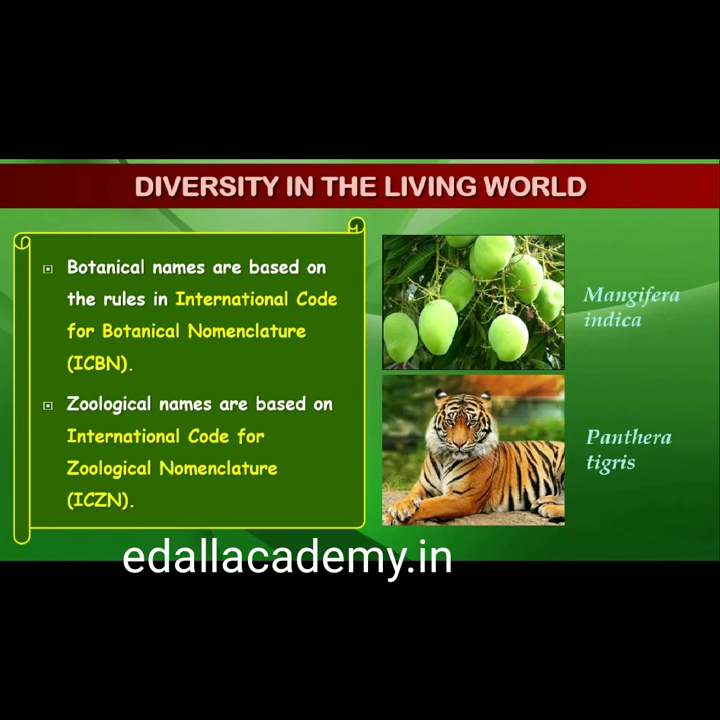 DIVERSITY IN THE LIVING WORLD
Botanical names are based on
the rules in International Code
for Botanical Nomenclature
(ICBN).
Zoological names are based on
International Code for
Zoological Nomenclature
(ICZN).
Mangifera
indica
Panthera
tigris
edallacademy.in